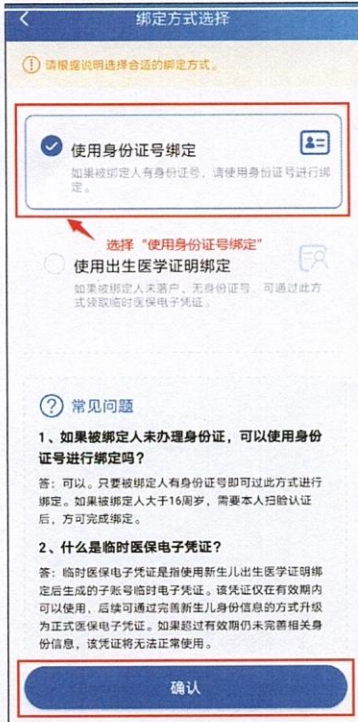 绑定方式选择
请根据说明选择合适的绑定方式。
使用身份证号绑定
如果被绑定人有身份证号，请使用身份证号进行绑
定。
选择“使用身份证号绑定”
使用出生医学证明绑定
如果被绑定人未落户，无身份证号，可通过此方
式领取临时医保电子凭证。
常见问题
1、如果被绑定人未办理身份证，可以使用身份
证号进行绑定吗？
答：可以。只要被绑定人有身份证号即可过此方式进行
绑定。如果被绑定人大于16周岁，需要本人扫脸认证
后，方可完成绑定。
2、什么是临时医保电子凭证？
答：临时医保电子凭证是指使用新生儿出生医学证明绑
定后生成的子账号临时电子凭证。该凭证仅在有效期内
可以使用，后续可通过完善新生儿身份信息的方式升级
为正式医保电子凭证。如果超过有效期仍未完善相关身
份信息，该凭证将无法正常使用。
确认